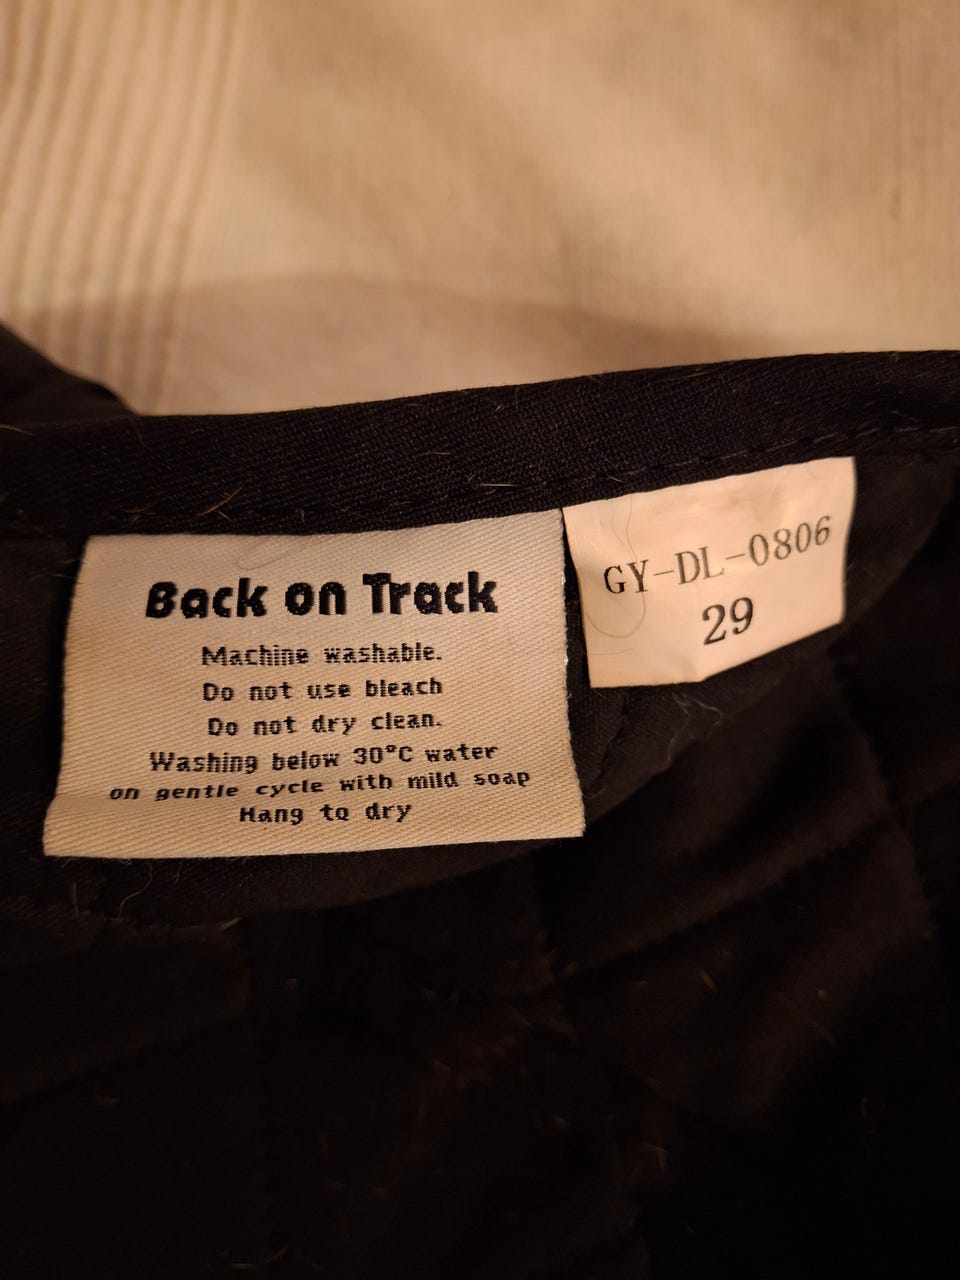 Back on Track
Machine washable.
Do not use bleach
Do not dry clean.
Washing below 30°C water
on gentle cycle with mild soap
Hang to dry
GY-DL-0806
29